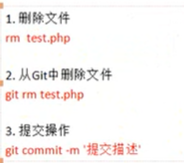 1. 删除文件
rm test.php
2. 从Git中删除文件
git rm test.php
3. 提交操作
git commit -m '提交描述'